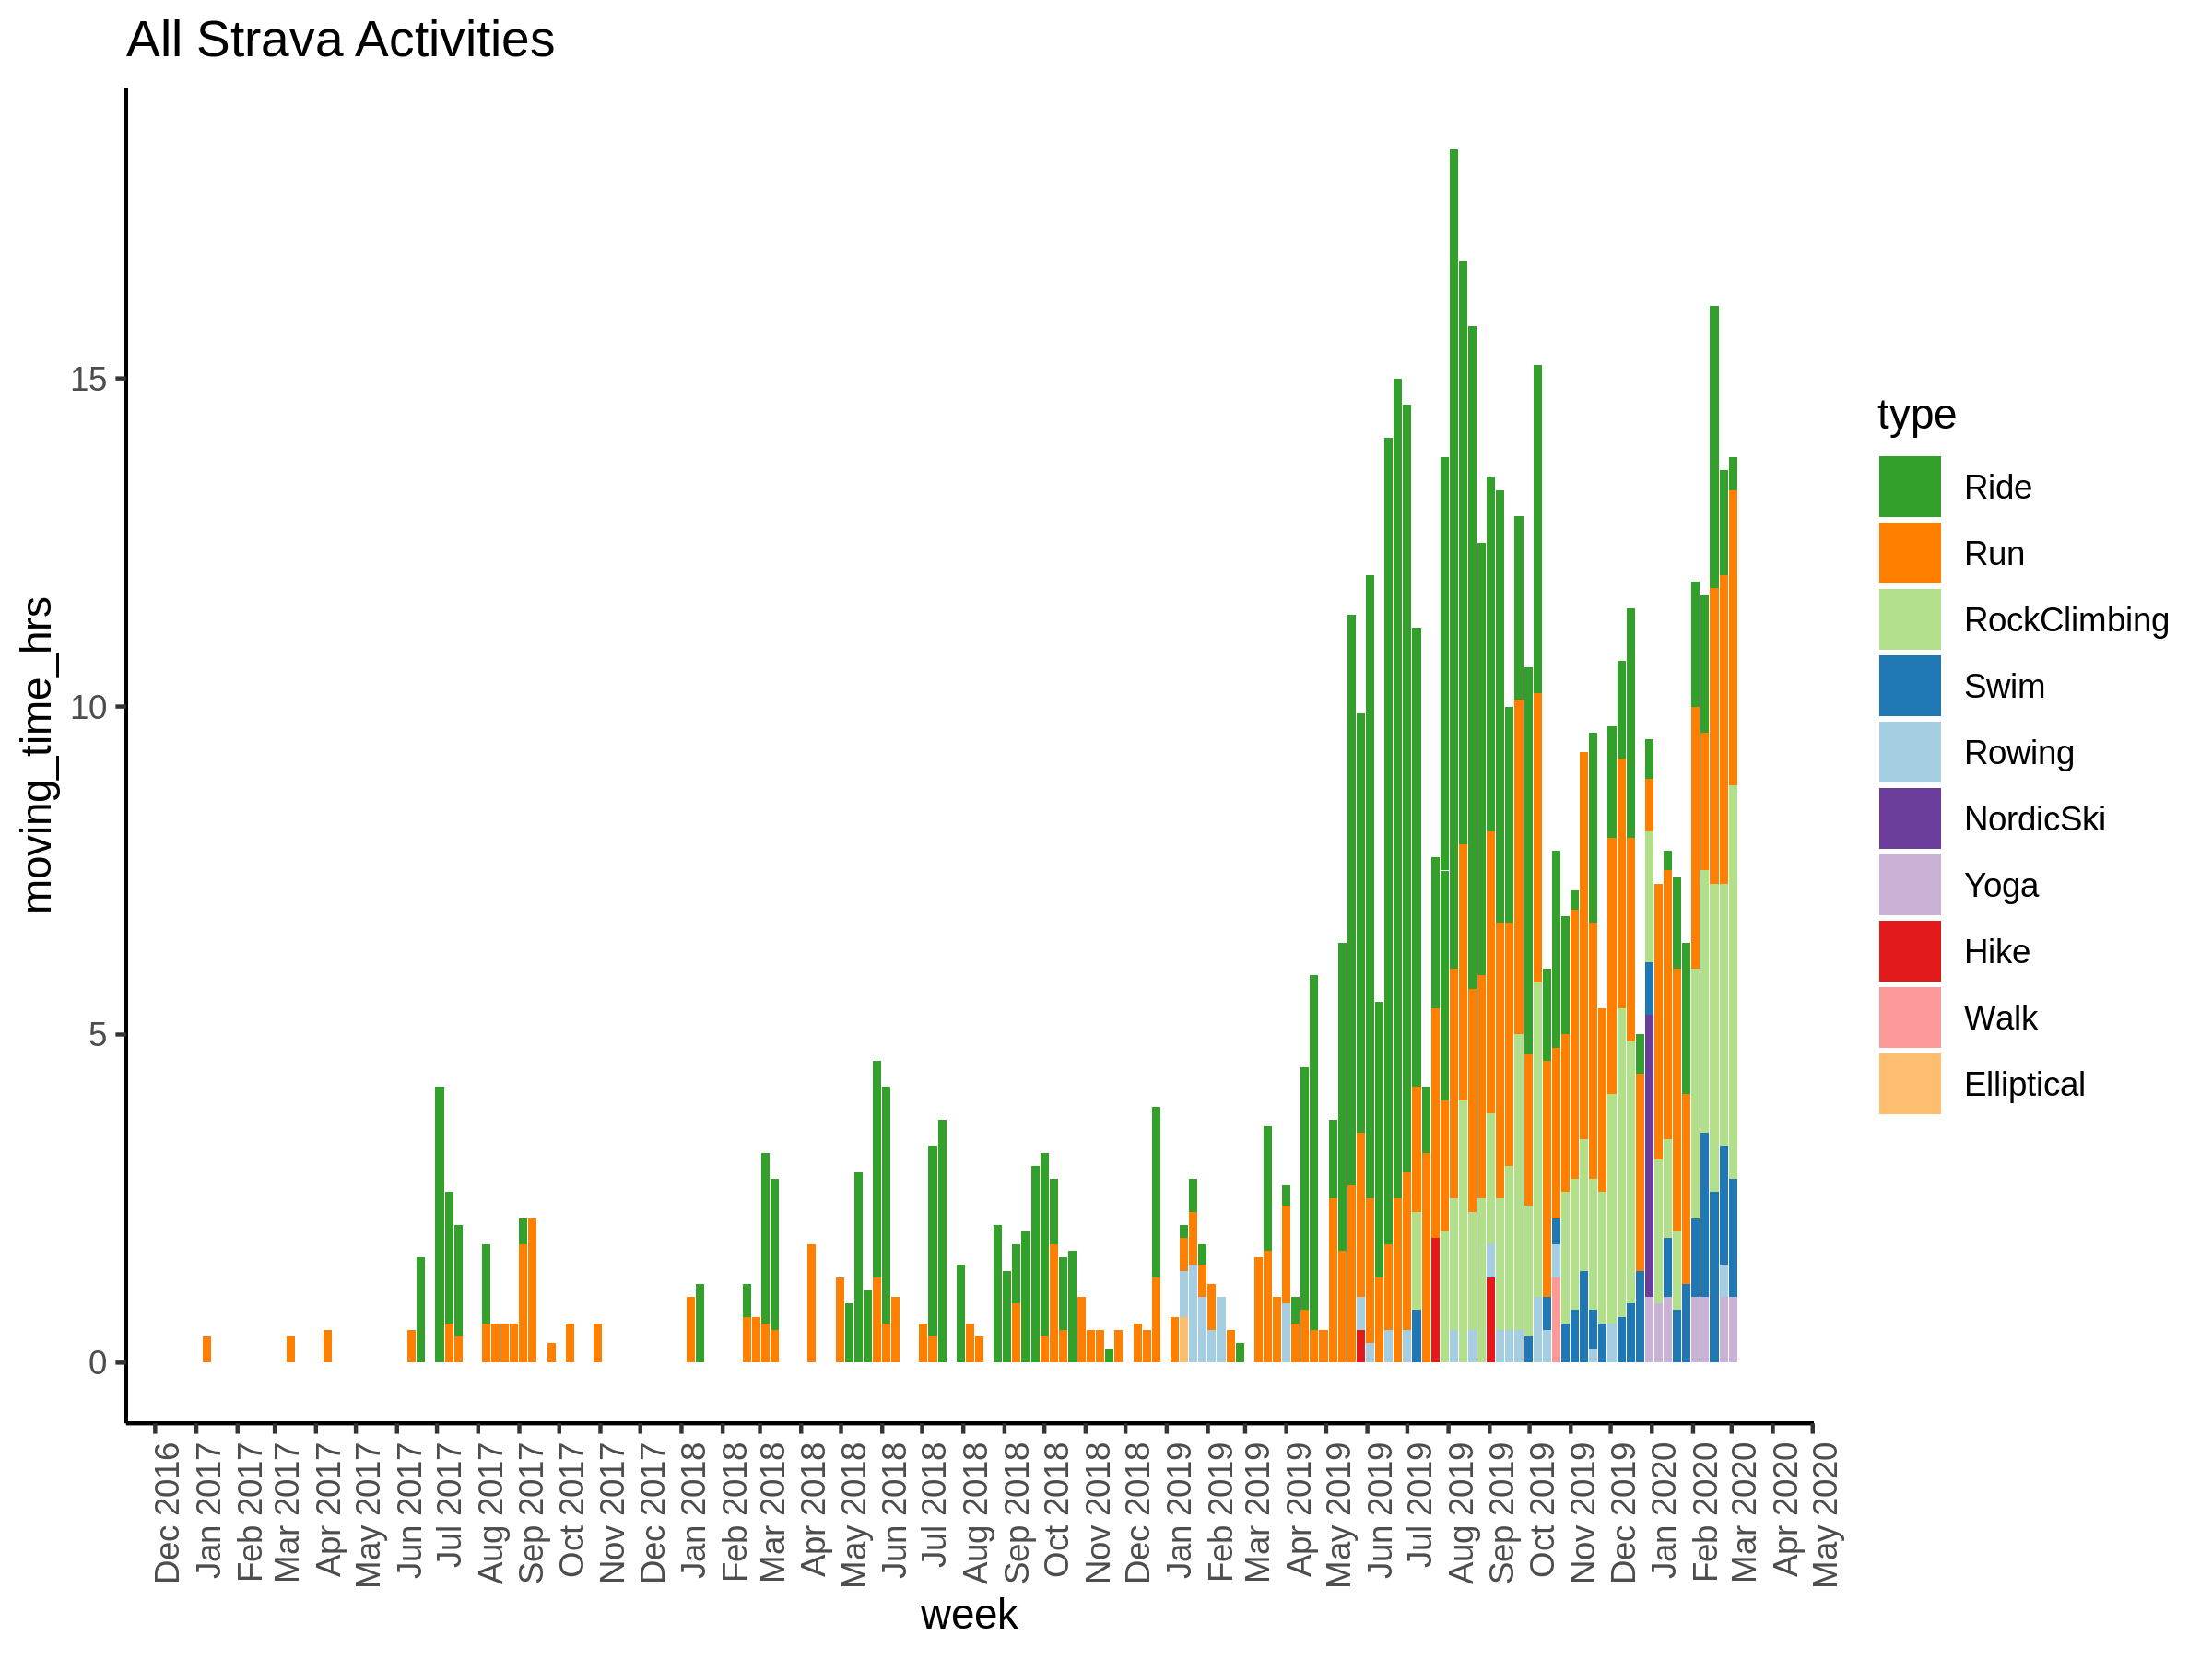 All Strava Activities
moving_time_hrs
15
10
5
0
Dec 2016
Jan 2017
Feb 2017
Mar 2017
Apr 2017
May 2017
Jun 2017
Jul 2017
Aug 2017
Sep 2017
Oct 2017
Nov 2017
Dec 2017
Jan 2018
Feb 2018
Mar 2018
Apr 2018
May 2018
Jun 2018
Jul 2018
Aug 2018
Sep 2018
Oct 2018
Nov 2018
Dec 2018
Jan 2019
Feb 2019
Mar 2019
Apr 2019
May 2019
Jun 2019
Jul 2019
Aug 2019
Sep 2019
Oct 2019
Nov 2019
Dec 2019
Jan 2020
Feb 2020
Mar 2020
Apr 2020
May 2020
week
type
Ride
Run
RockClimbing
Swim
Rowing
NordicSki
Yoga
Hike
Walk
Elliptical